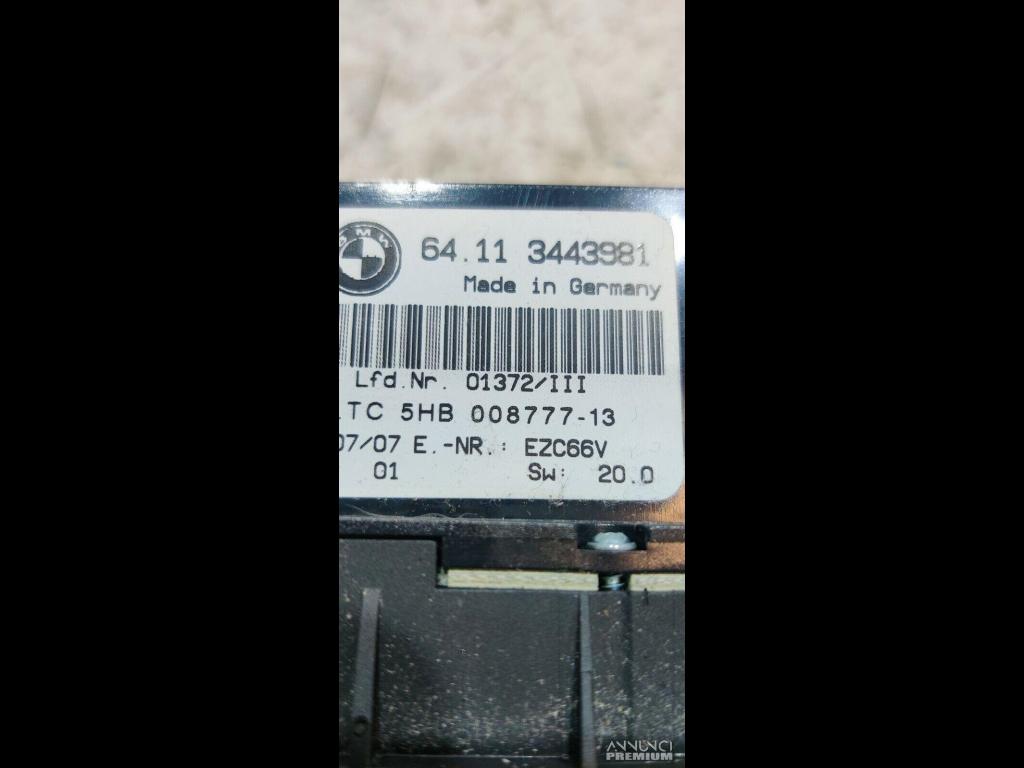 BMW
64.11 3443981
Made in Germany
Lfd.Nr. 01372/III
TC 5HB 008777-13
07/07 E.-NR.: EZC66V
01 Sw: 20.0
ANNUNCI
PREMIUM